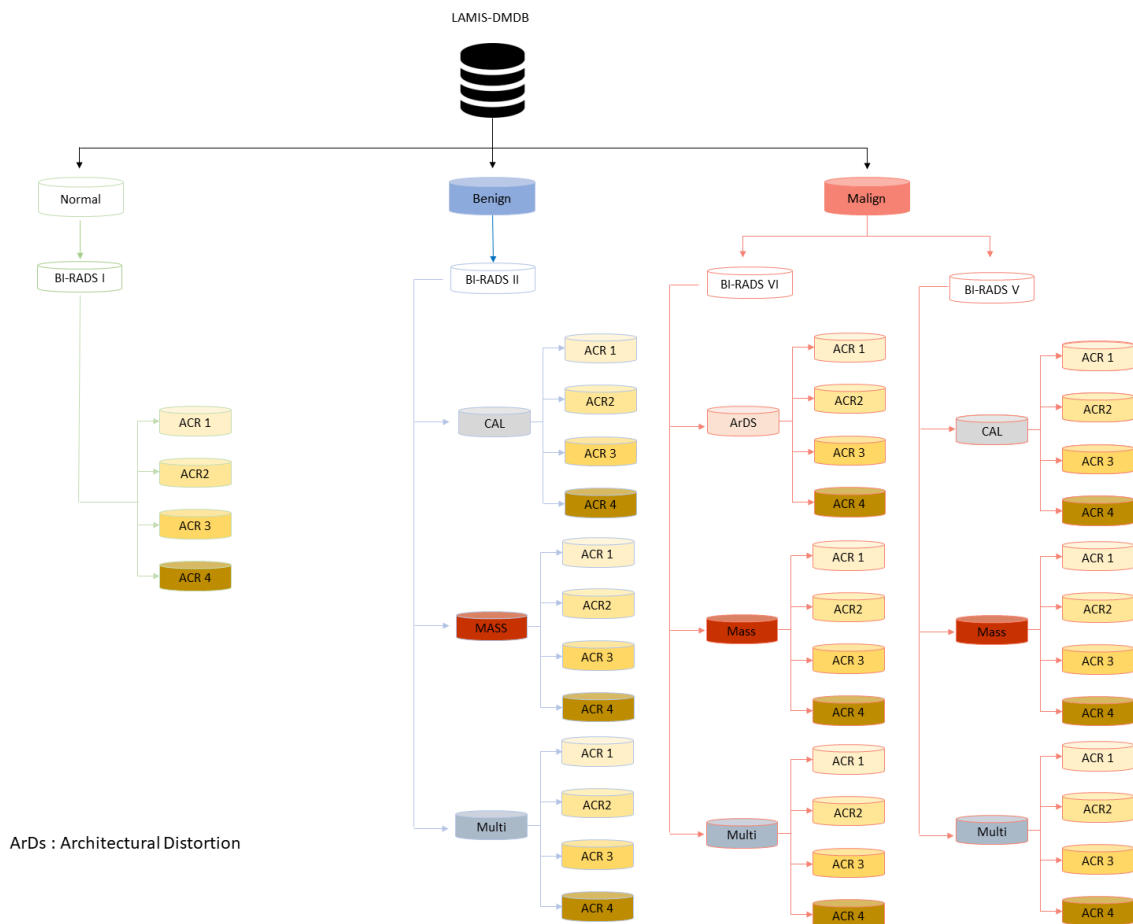 LAMIS-DMDB
Normal
Benign
Malign
BI-RADS I
BI-RADS II
BI-RADS VI
BI-RADS V
ACR 1
ACR2
ACR 3
ACR 4
CAL
ACR 1
ACR2
ACR 3
ACR 4
MASS
ACR 1
ACR2
ACR 3
ACR 4
Multi
ACR 1
ACR2
ACR 3
ACR 4
ArDS
ACR 1
ACR2
ACR 3
ACR 4
Mass
ACR 1
ACR2
ACR 3
ACR 4
Multi
ACR 1
ACR2
ACR 3
ACR 4
CAL
ACR 1
ACR2
ACR 3
ACR 4
Mass
ACR 1
ACR2
ACR 3
ACR 4
Multi
ACR 1
ACR2
ACR 3
ACR 4
ArDs : Architectural Distortion